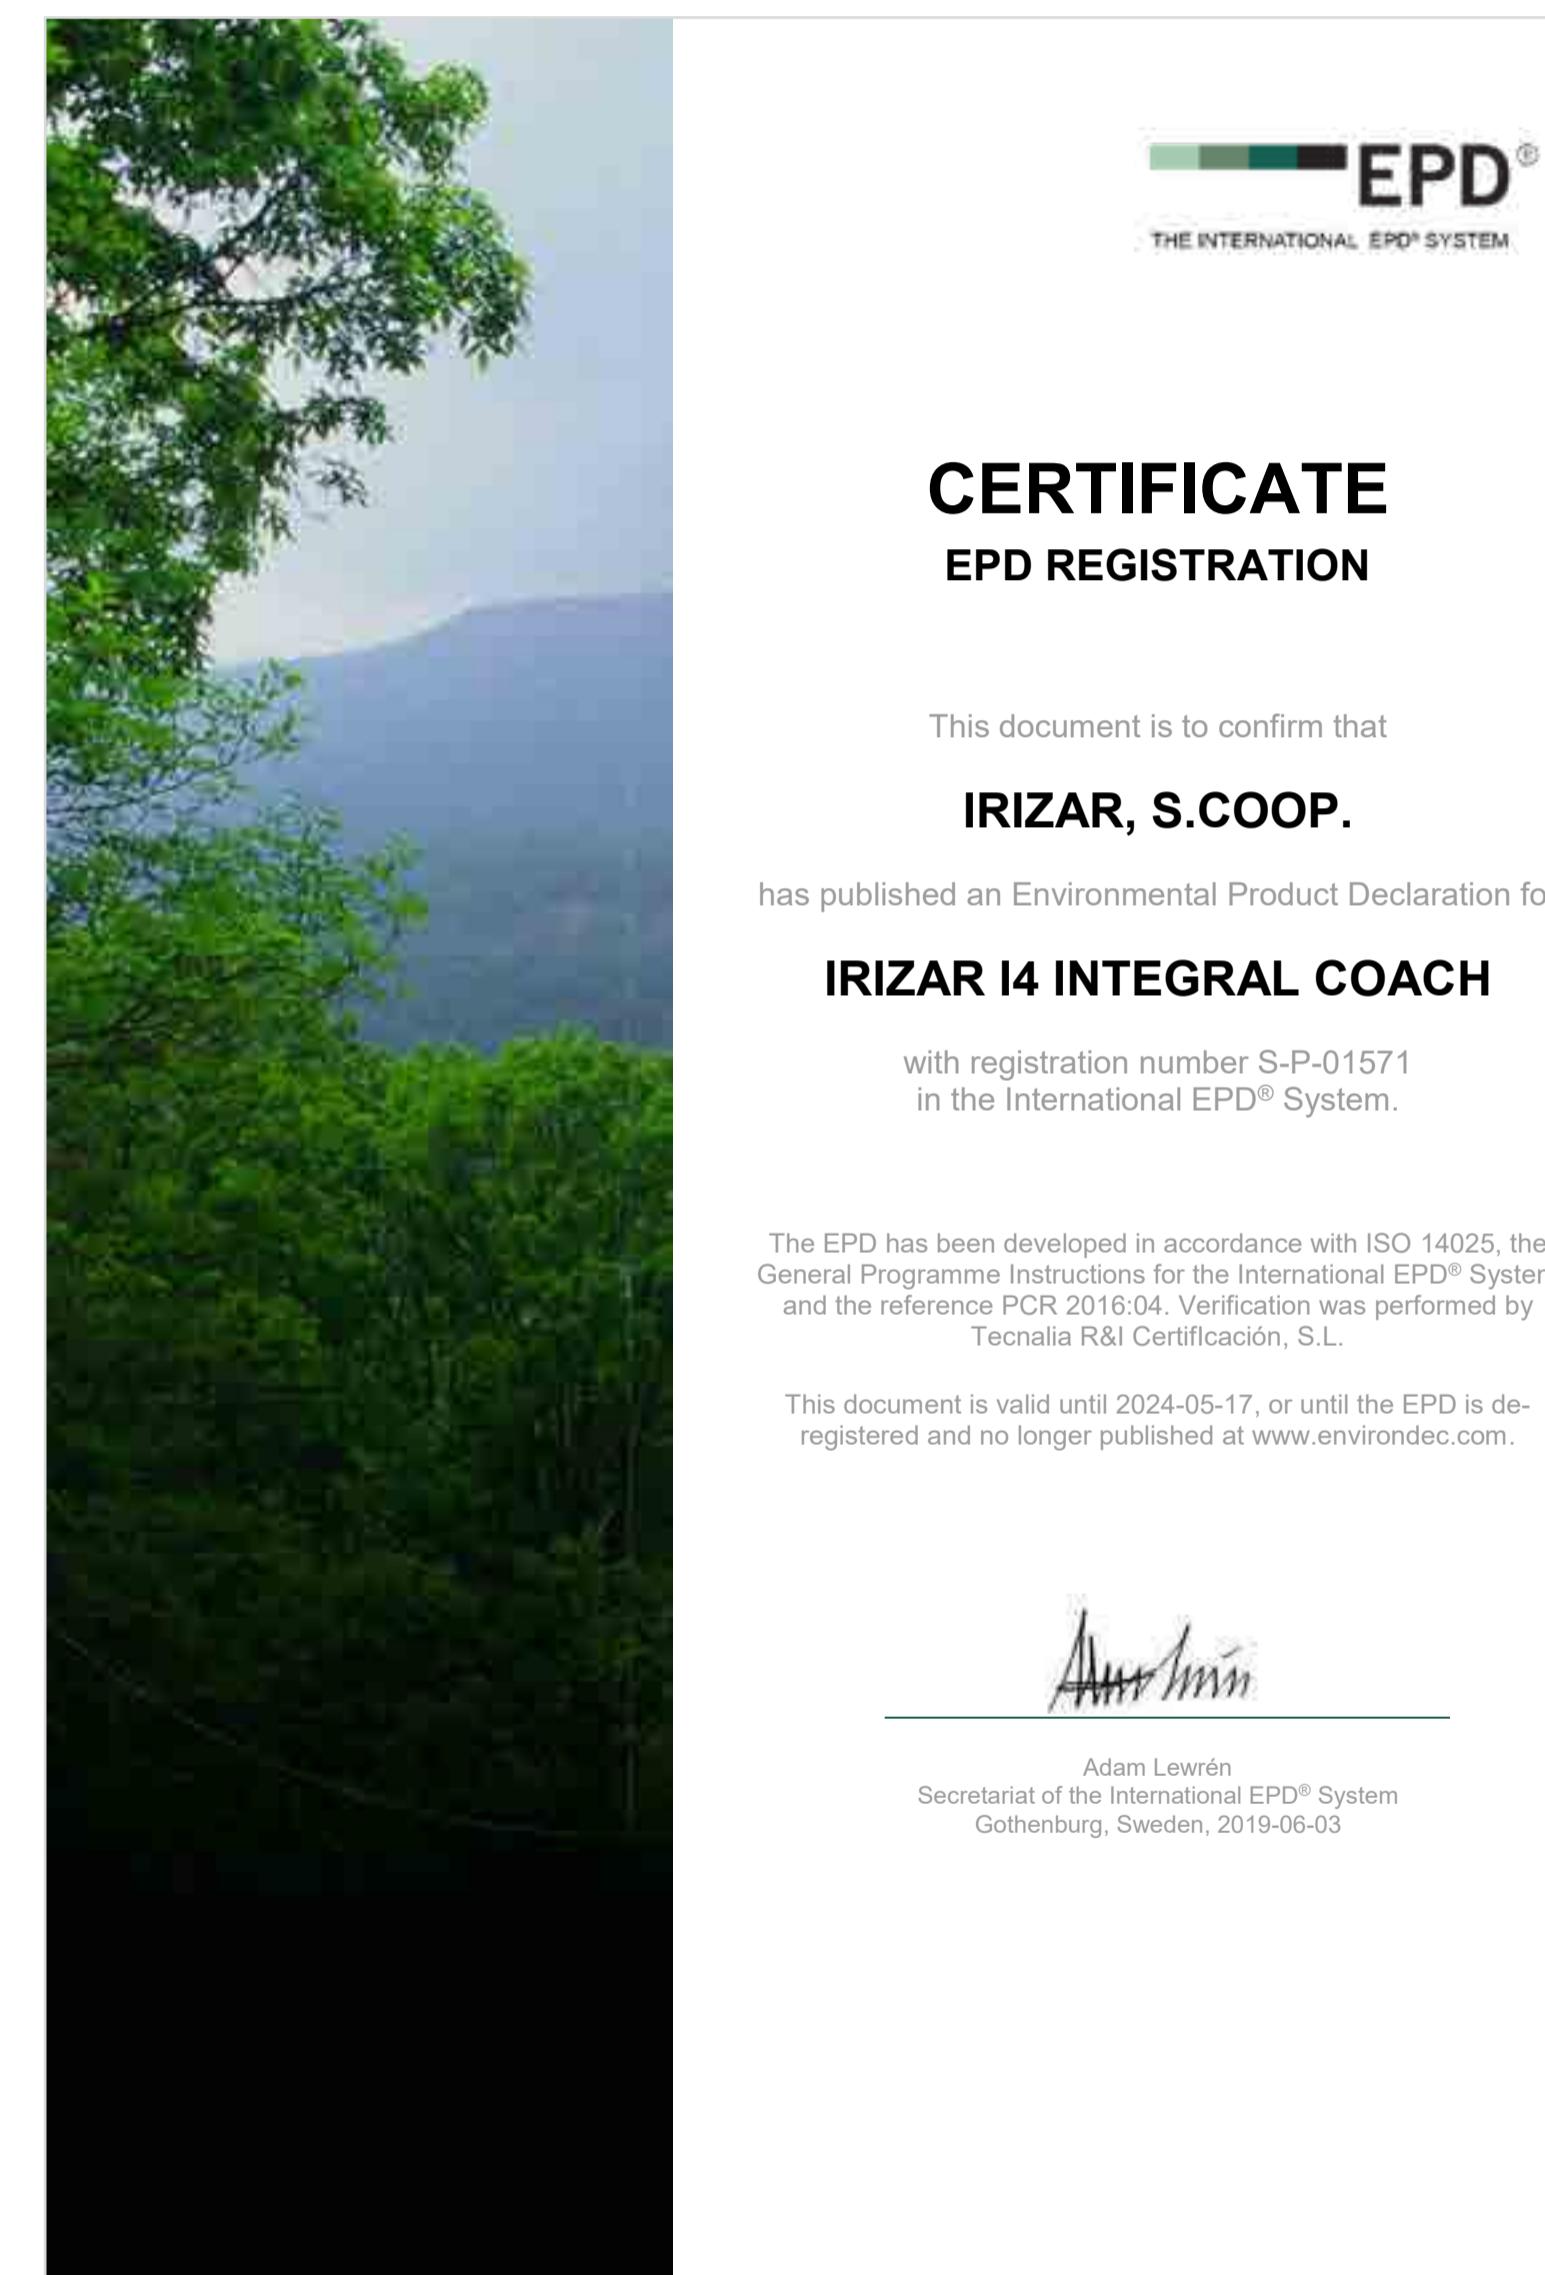 EPD®
THE INTERNATIONAL EPD® SYSTEM
CERTIFICATE
EPD REGISTRATION
This document is to confirm that
IRIZAR, S.COOP.
has published an Environmental Product Declaration fo
IRIZAR I4 INTEGRAL COACH
with registration number S-P-01571
in the International EPD® System.
The EPD has been developed in accordance with ISO 14025, the
General Programme Instructions for the International EPD® System
and the reference PCR 2016:04. Verification was performed by
Tecnalia R&I Certiflcación, S.L.
This document is valid until 2024-05-17, or until the EPD is de-
registered and no longer published at www.environdec.com.
Adam Lewrén
Secretariat of the International EPD® System
Gothenburg, Sweden, 2019-06-03